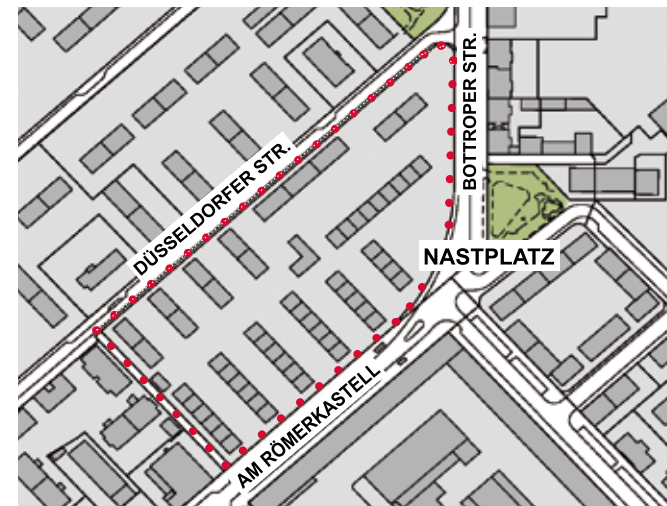 BOTTROPER STR.
DÜSSELDORFER STR.
NASTPLATZ
AM RÖMERKASTELL